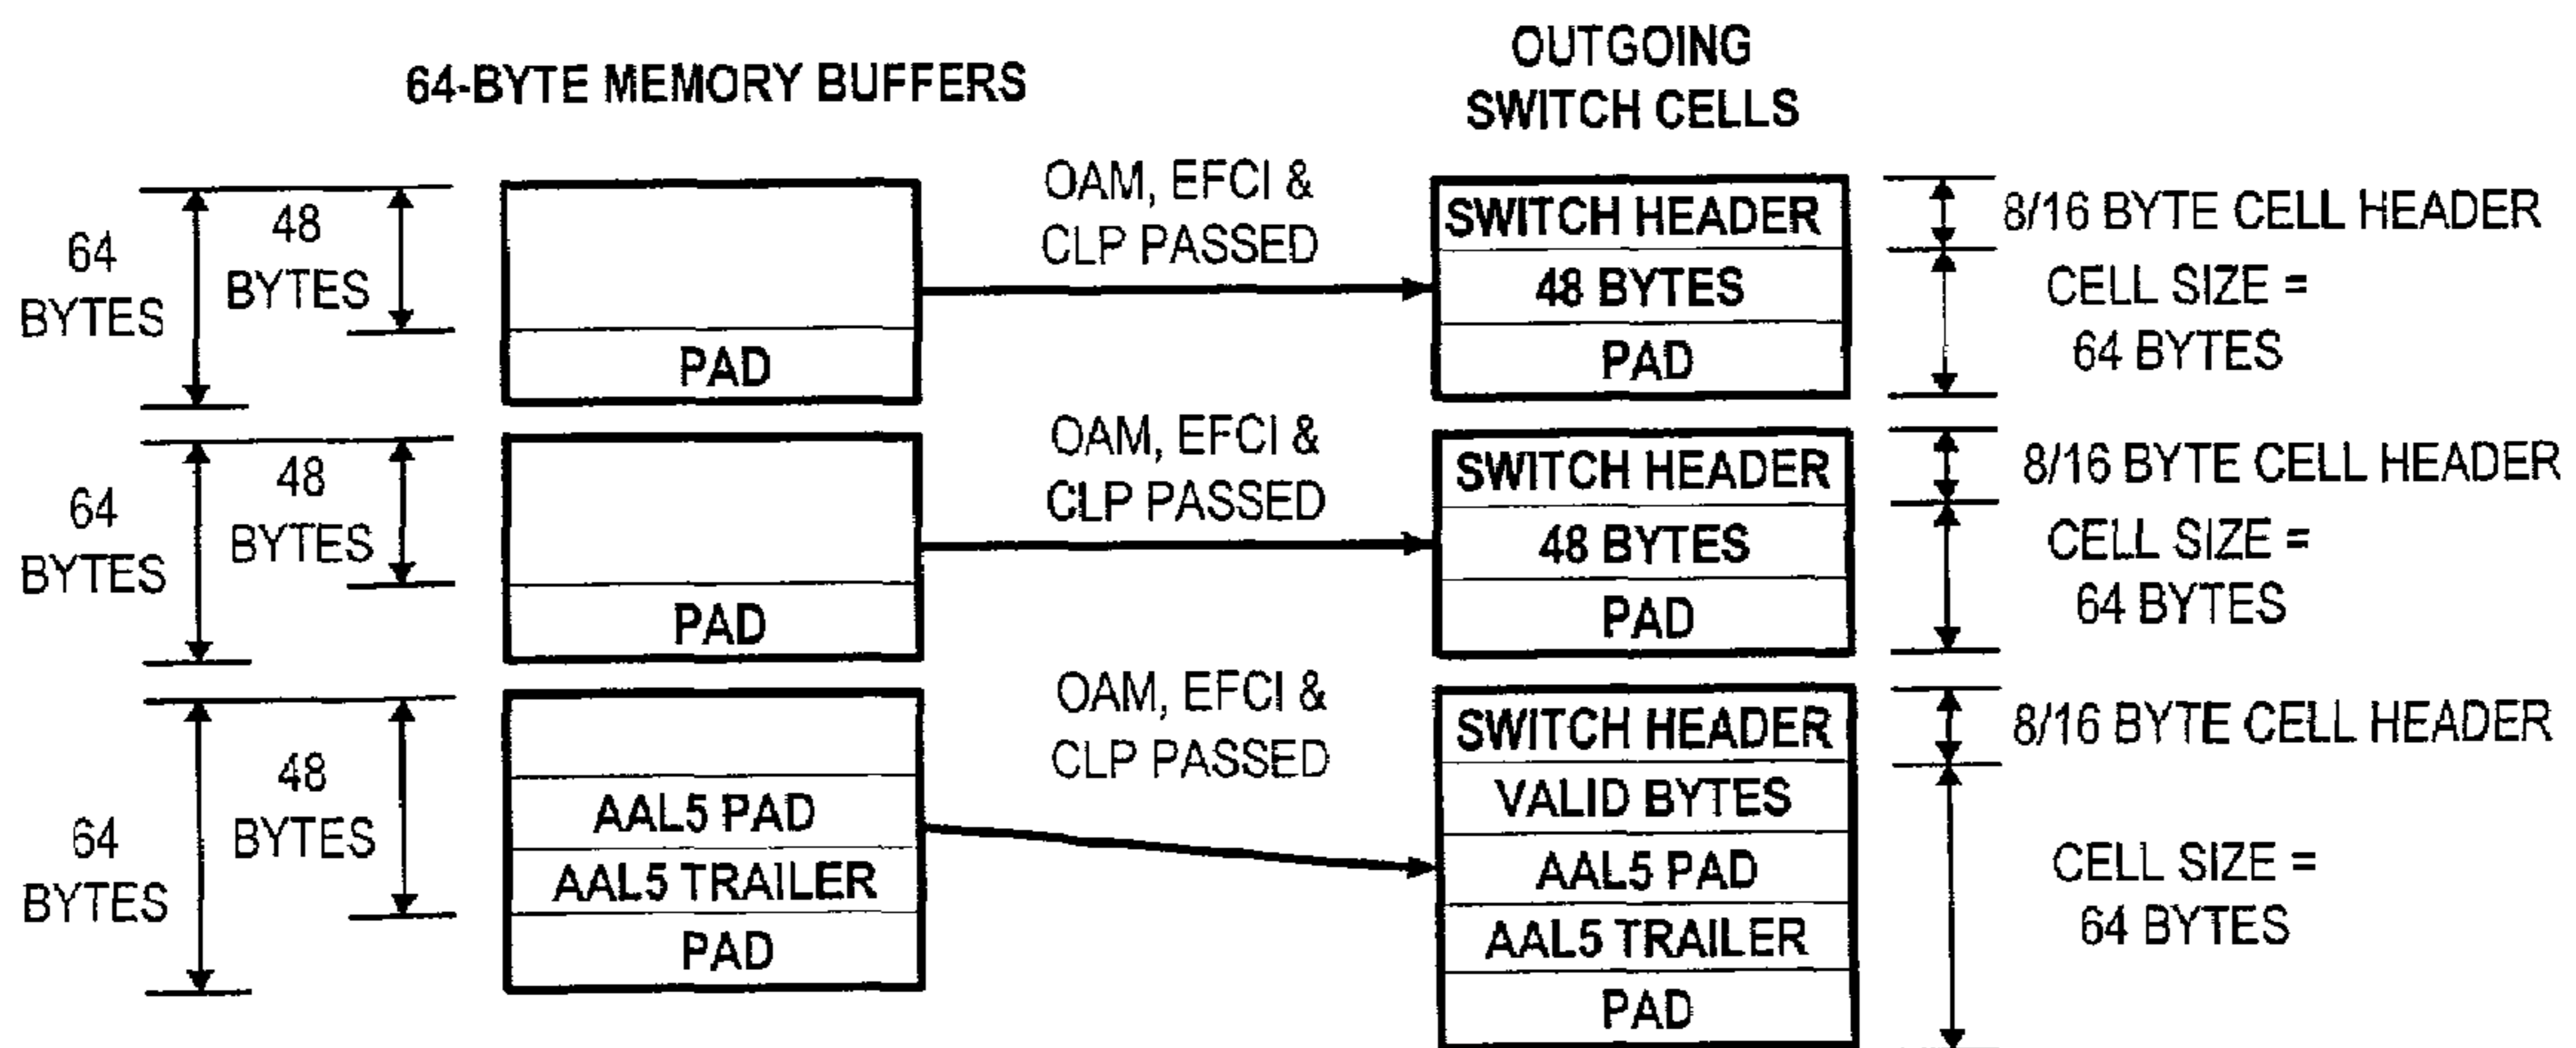 64-BYTE MEMORY BUFFERS
OUTGOING
SWITCH CELLS
64
BYTES
48
BYTES
PAD
OAM, EFCI &
CLP PASSED
SWITCH HEADER
48 BYTES
PAD
8/16 BYTE CELL HEADER
CELL SIZE =
64 BYTES
64
BYTES
48
BYTES
PAD
OAM, EFCI &
CLP PASSED
SWITCH HEADER
48 BYTES
PAD
8/16 BYTE CELL HEADER
CELL SIZE =
64 BYTES
64
BYTES
48
BYTES
AAL5 PAD
AAL5 TRAILER
PAD
OAM, EFCI &
CLP PASSED
SWITCH HEADER
VALID BYTES
AAL5 PAD
AAL5 TRAILER
PAD
8/16 BYTE CELL HEADER
CELL SIZE =
64 BYTES